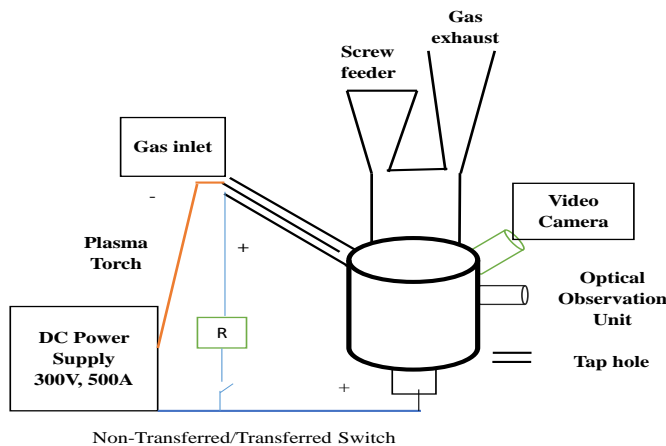 Gas
exhaust
Screw
feeder
Gas inlet
-
Video
Camera
Plasma
Torch
+
Optical
Observation
Unit
DC Power
Supply
300V, 500A
R
Tap hole
+
Non-Transferred/Transferred Switch